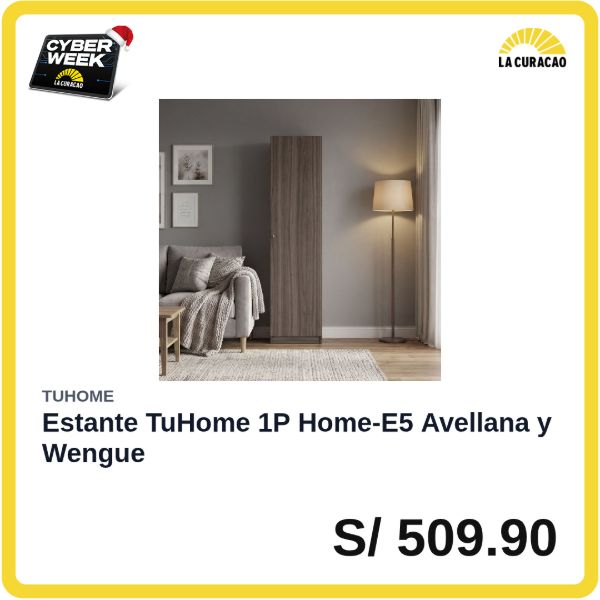 CYBER
WEEK
LA CURACAO
LA CURACAO
TUHOME
Estante TuHome 1P Home-E5 Avellana y
Wengue
S/ 509.90